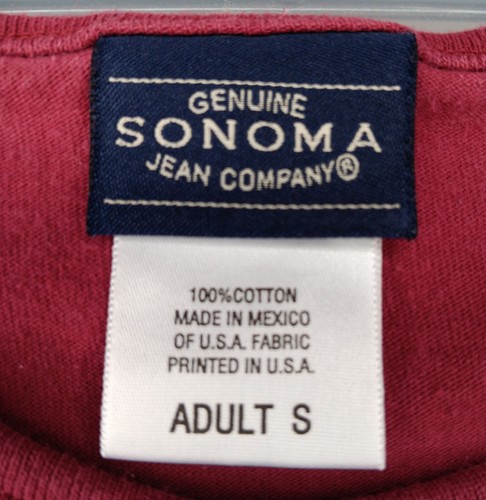 GENUINE
SONOMA
JEAN COMPANY®
100%COTTON
MADE IN MEXICO
OF U.S.A. FABRIC
PRINTED IN U.S.A.
ADULT S